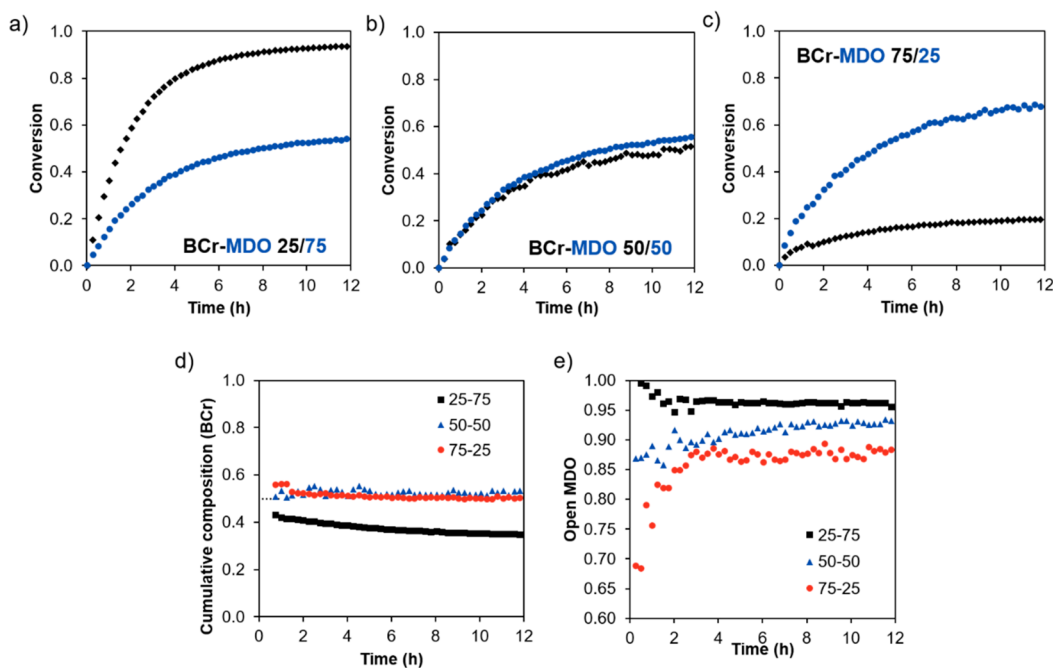 a)
1.0
0.8
0.6
0.4
0.2
0.0
Conversion
BCr-MDO 25/75
0 2 4 6 8 10 12
Time (h)
b)
1.0
0.8
0.6
0.4
0.2
0.0
Conversion
BCr-MDO 50/50
0 2 4 6 8 10 12
Time (h)
c)
1.0
0.8
0.6
0.4
0.2
0.0
Conversion
BCr-MDO 75/25
0 2 4 6 8 10 12
Time (h)
d)
1.0
0.8
0.6
0.4
0.2
0.0
Cumulative composition (BCr)
25-75
50-50
75-25
0 2 4 6 8 10 12
Time (h)
e)
1.00
0.95
0.90
0.85
0.80
0.75
0.70
0.65
0.60
Open MDO
25-75
50-50
75-25
0 2 4 6 8 10 12
Time (h)